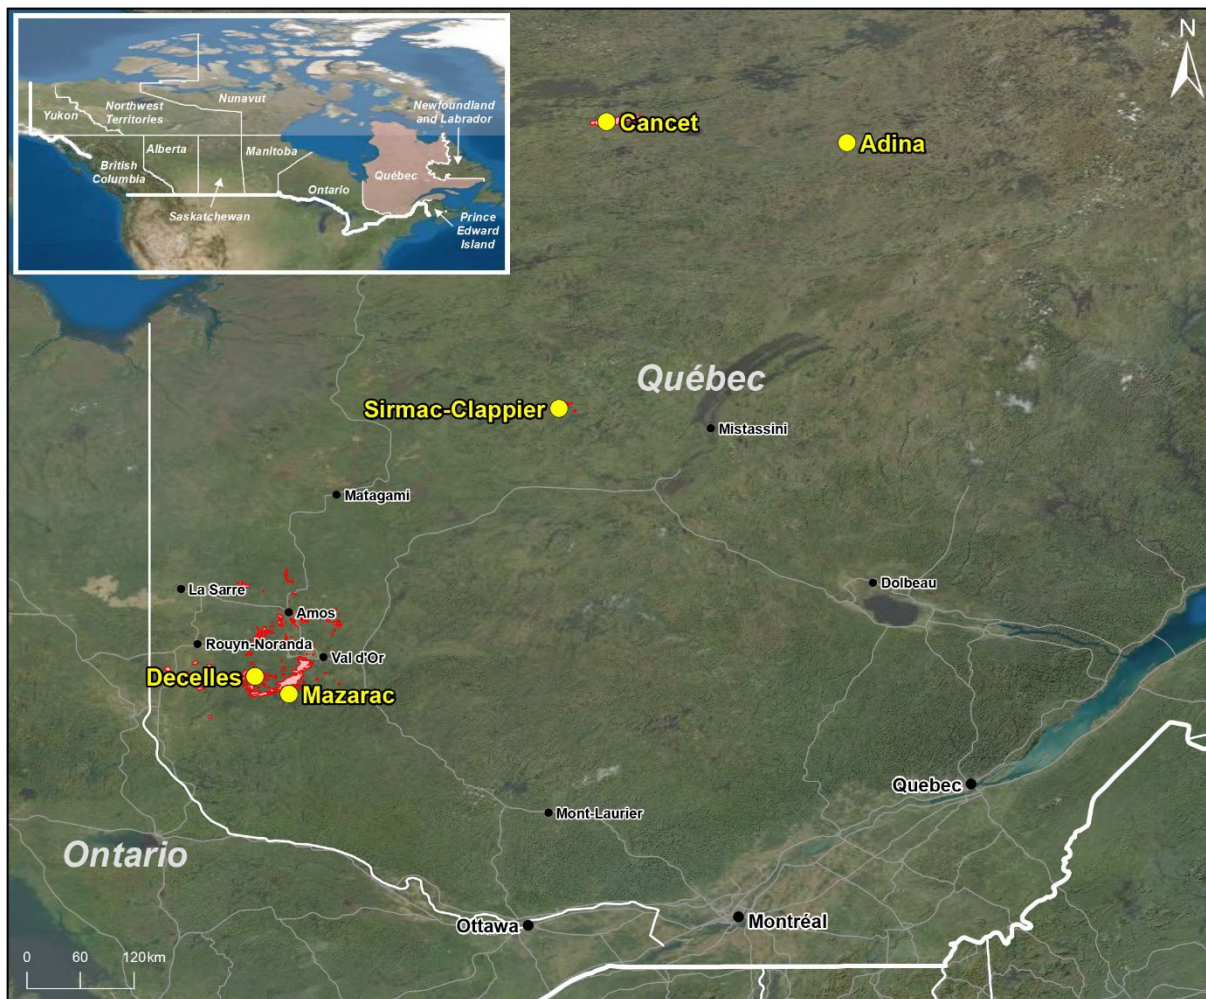 Yukon
Northwest
Territories
Nunavut
Newfoundland
and Labrador
British
Columbia
Alberta
Manitoba
Saskatchewan
Ontario
Québec
Prince
Edward
Island
N
Cancet
Adina
Québec
Sirmac-Clappier
Mistassini
Matagami
La Sarre
Amos
Dolbeau
Rouyn-Noranda
Val d'Or
Decelles
Mazarac
Quebec
Mont-Laurier
Ontario
Ottawa
Montréal
0 60 120km